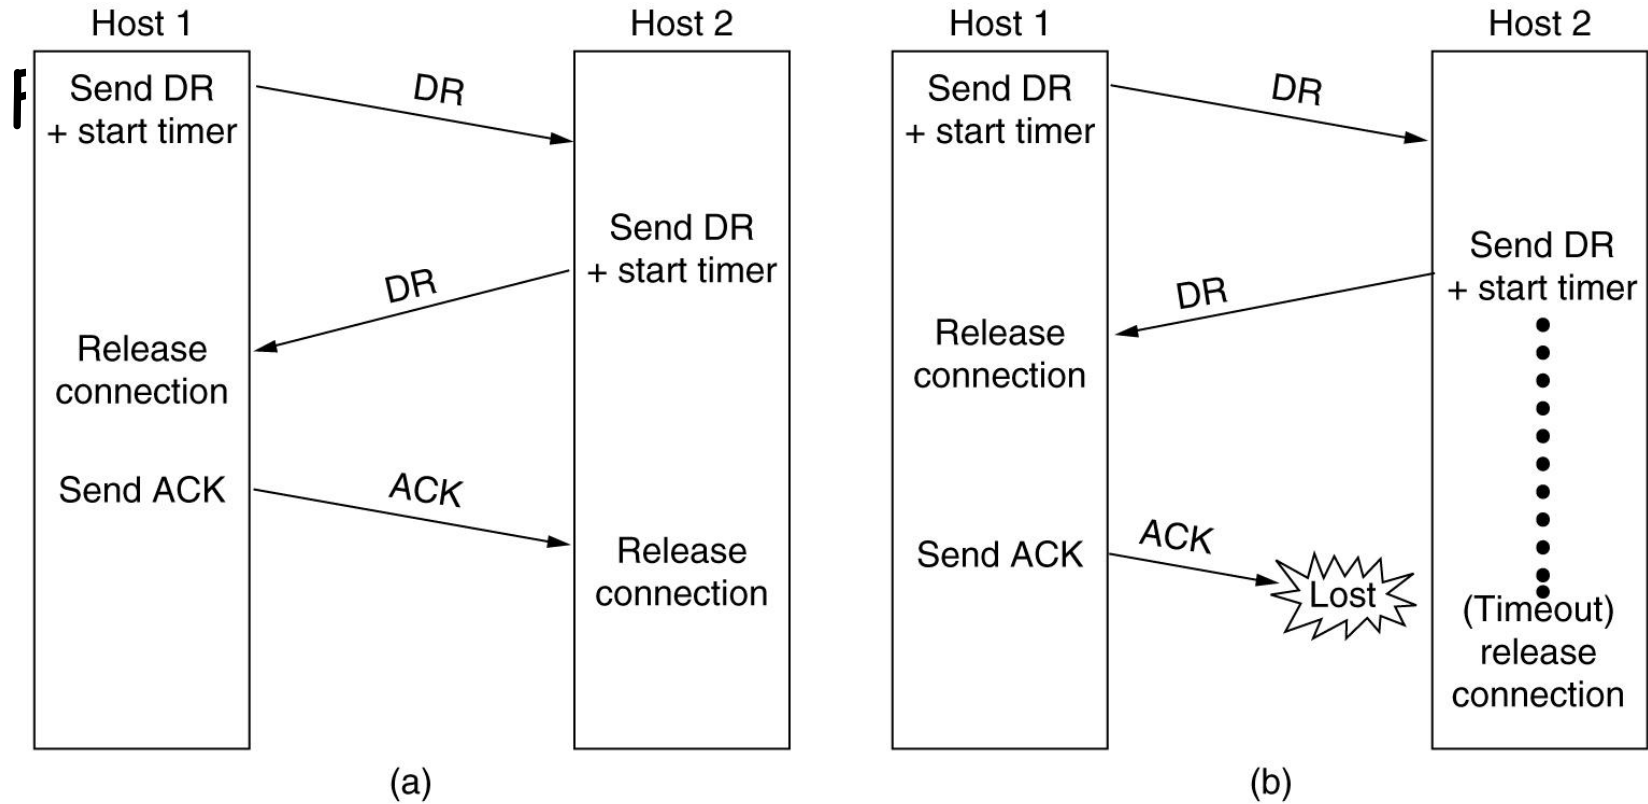 Host 1
Host 2
Send DR
+ start timer
DR
Send DR
+ start timer
DR
Release
connection
Send ACK
ACK
Release
connection
(a)
Host 1
Host 2
Send DR
+ start timer
DR
Send DR
+ start timer
DR
Release
connection
Send ACK
ACK
Lost
(Timeout)
release
connection
(b)